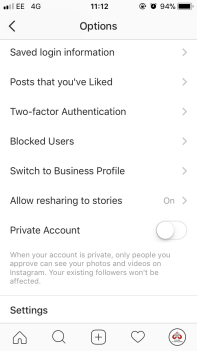 EE 4G 11:12 94%
Options
Saved login information
Posts that you've Liked
Two-factor Authentication
Blocked Users
Switch to Business Profile
Allow resharing to stories On
Private Account
When your account is private, only people you
approve can see your photos and videos on
Instagram. Your existing followers won't be
affected.
Settings